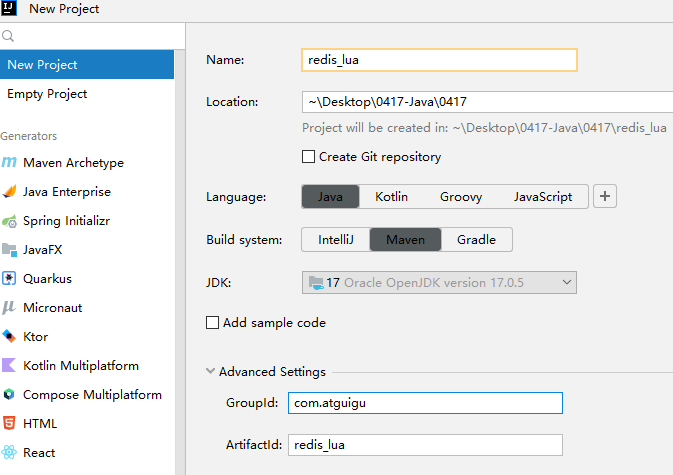 New Project
New Project
Empty Project
Generators
Maven Archetype
Java Enterprise
Spring Initializr
JavaFX
Quarkus
Micronaut
Ktor
Kotlin Multiplatform
Compose Multiplatform
HTML
React
Name: redis_lua
Location: ~\Desktop\0417-Java\0417
Project will be created in: ~\Desktop\0417-Java\0417\redis_lua
Create Git repository
Language: Java Kotlin Groovy JavaScript +
Build system: IntelliJ Maven Gradle
JDK: 17 Oracle OpenJDK version 17.0.5
Add sample code
Advanced Settings
GroupId: com.atguigu
ArtifactId: redis_lua